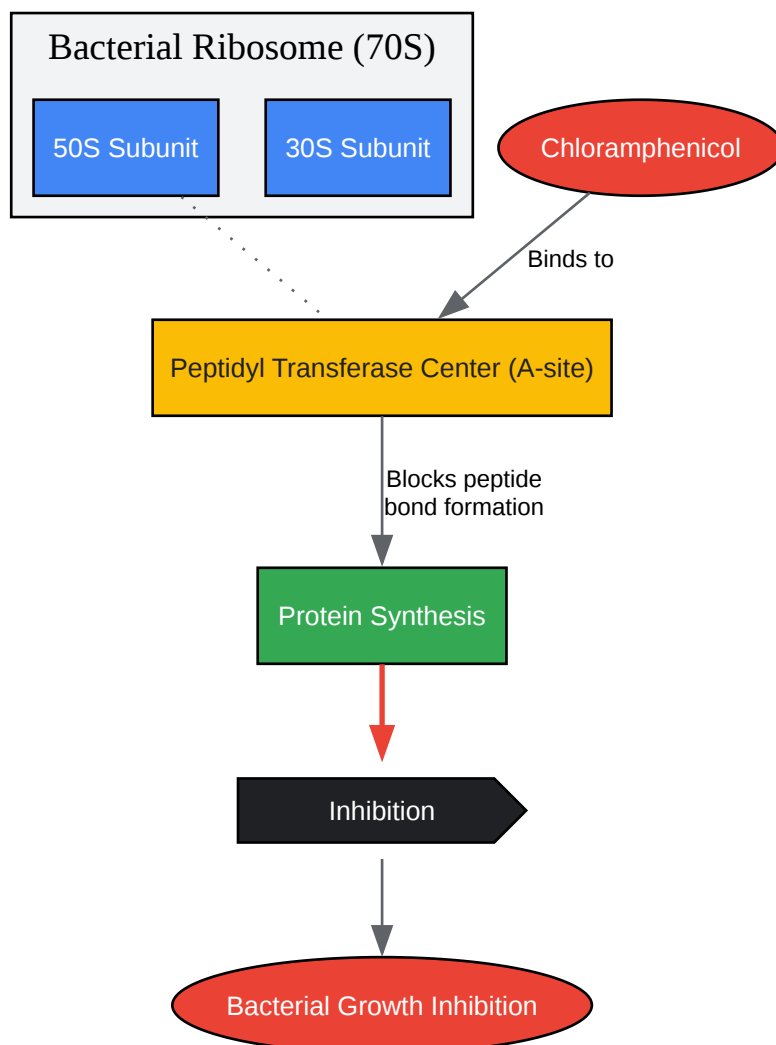 Bacterial Ribosome (70S)
50S Subunit
30S Subunit
Chloramphenicol
Binds to
Peptidyl Transferase Center (A-site)
Blocks peptide
bond formation
Protein Synthesis
Inhibition
Bacterial Growth Inhibition